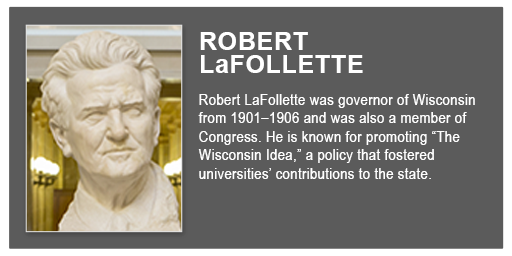 ROBERT
LaFOLLETTE
Robert LaFollette was governor of Wisconsin
from 1901–1906 and was also a member of
Congress. He is known for promoting “The
Wisconsin Idea,” a policy that fostered
universities’ contributions to the state.